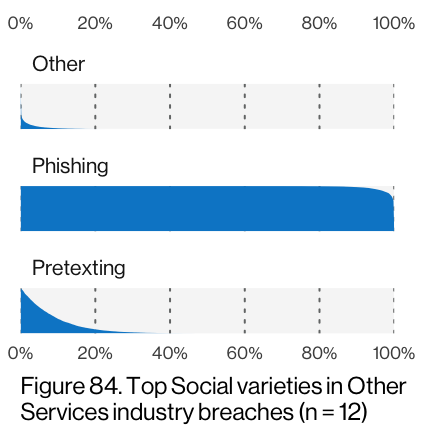 0% 20% 40% 60% 80% 100%
Other
Phishing
Pretexting
0% 20% 40% 60% 80% 100%
Figure 84. Top Social varieties in Other
Services industry breaches (n = 12)